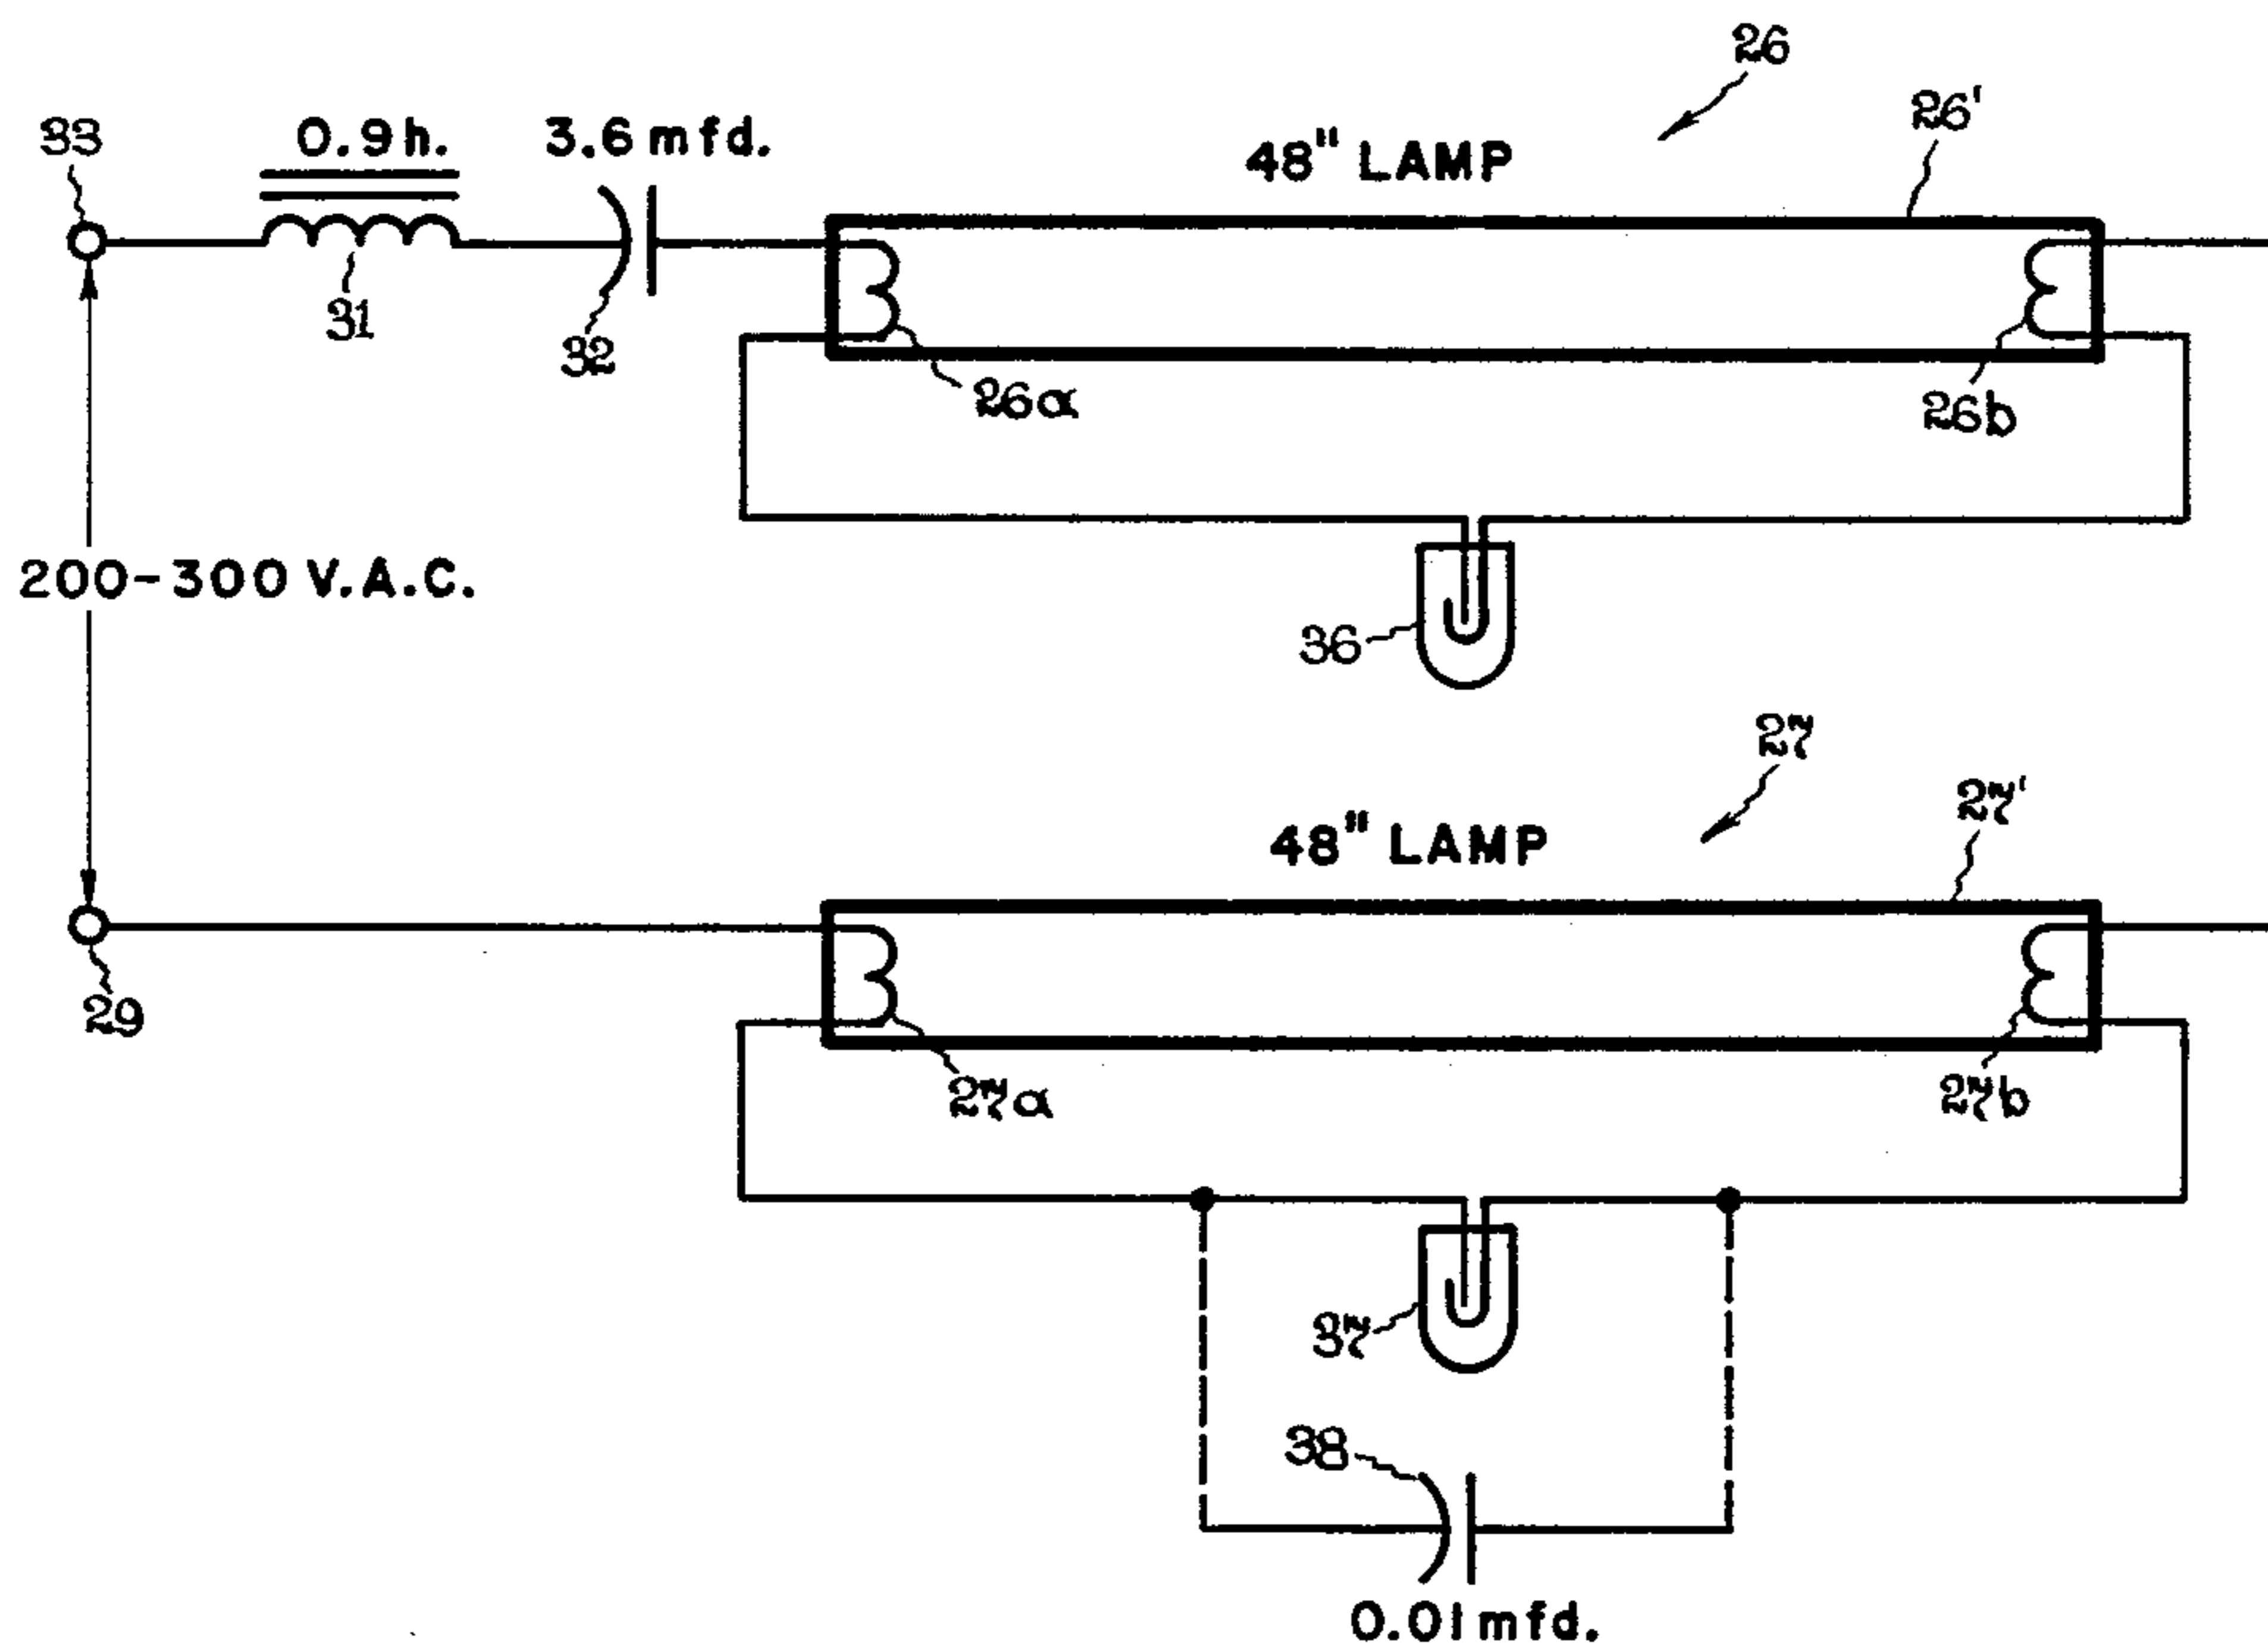 26
33
0.9 h.
3.6 mfd.
48" LAMP
26'
31
32
26a
26b
200-300 V.A.C.
36
27
27'
48" LAMP
29
27a
27b
37
38
0.01 mfd.